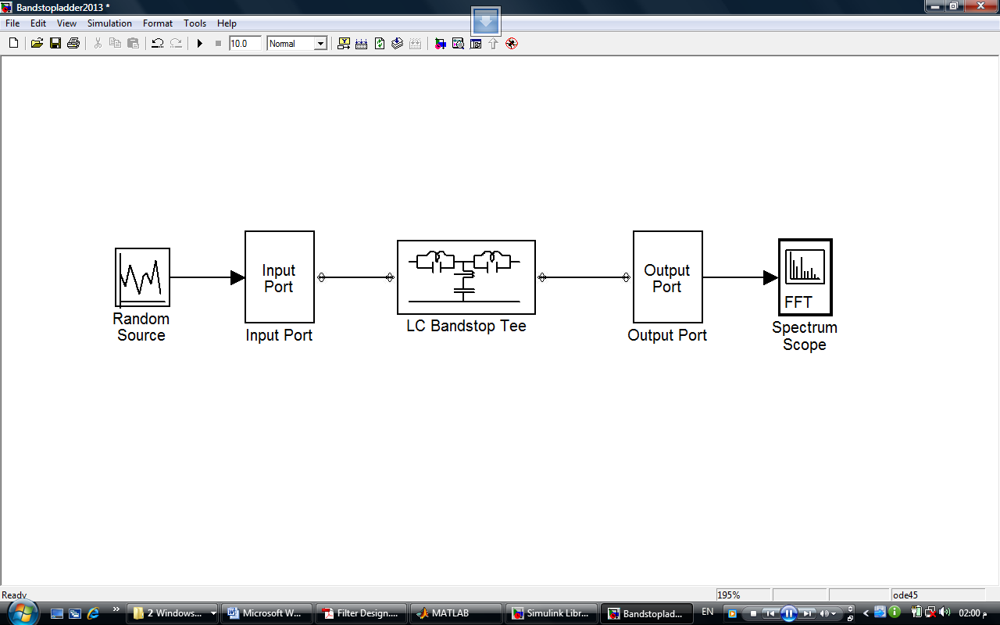 Bandstopladder2013 *
File Edit View Simulation Format Tools Help
10.0 Normal
Input
Port
Output
Port
FFT
Random
Source
Input Port
LC Bandstop Tee
Output Port
Spectrum
Scope
Ready 195% ode45
2 Windows... Microsoft W... Filter Design.... MATLAB Simulink Libr... Bandstoplad... EN 02:00 م